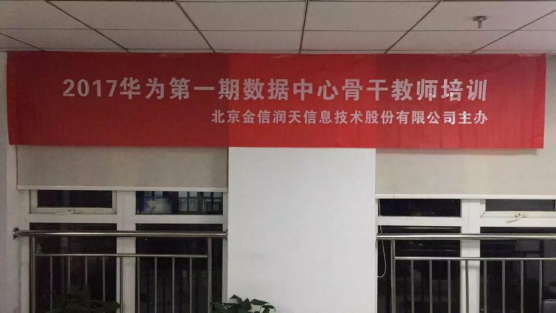 2017华为第一期数据中心骨干教师培训
北京金信润天信息技术股份有限公司主办